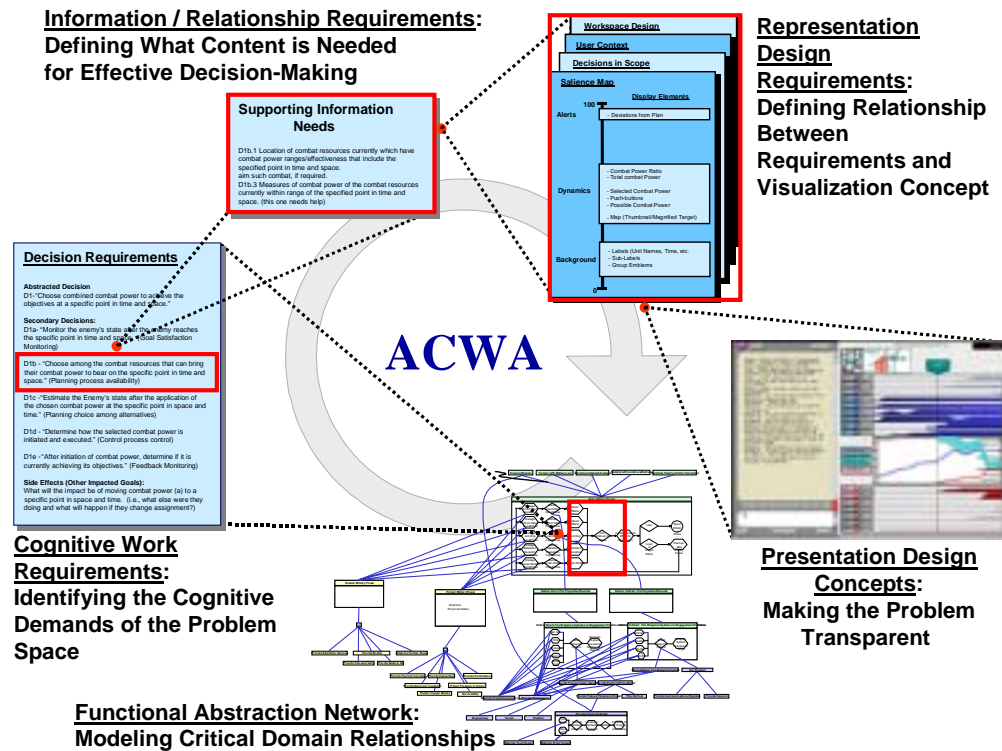 Information / Relationship Requirements:
Defining What Content is Needed
for Effective Decision-Making
Supporting Information
Needs
D1b.1 Location of combat resources currently which have
combat power ranges/effectiveness that include the
specified point in time and space.
aim such combat, if required.
D1b.3 Measures of combat power of the combat resources
currently within range of the specified point in time and
space. (this one needs help)
Workspace Design
User Context
Decisions in Scope
Salience Map
Display Elements
100
Alerts
- Deviations from Plan
- Combat Power Ratio
- Total combat Power
Dynamics
- Selected Combat Power
- Push-buttons
- Possible Combat Power
- Map (Thumbnail/Magnified Target)
Background
- Labels (Unit Names, Time, etc.
- Sub-Labels
- Group Emblems
0
Representation
Design
Requirements:
Defining Relationship
Between
Requirements and
Visualization Concept
Decision Requirements
Abstracted Decision
D1-“Choose combined combat power to achieve the
objectives at a specific point in time and space.”
Secondary Decisions:
D1a- “Monitor the enemy's state after the enemy reaches
the specific point in time and space.” (Goal Satisfaction
Monitoring)
D1b - “Choose among the combat resources that can bring
their combat power to bear on the specific point in time and
space.” (Planning process availability)
D1c -“Estimate the Enemy's state after the application of
the chosen combat power at the specific point in space and
time.” (Planning choice among alternatives)
D1d - “Determine how the selected combat power is
initiated and executed.” (Control process control)
D1e -“After initiation of combat power, determine if it is
currently achieving its objectives.” (Feedback Monitoring)
Side Effects (Other Impacted Goals):
What will the impact be of moving combat power (a) to a
specific point in space and time. (i.e., what else were they
doing and what will happen if they change assignment?)
ACWA
Cognitive Work
Requirements:
Identifying the Cognitive
Demands of the Problem
Space
Presentation Design
Concepts:
Making the Problem
Transparent
Functional Abstraction Network:
Modeling Critical Domain Relationships